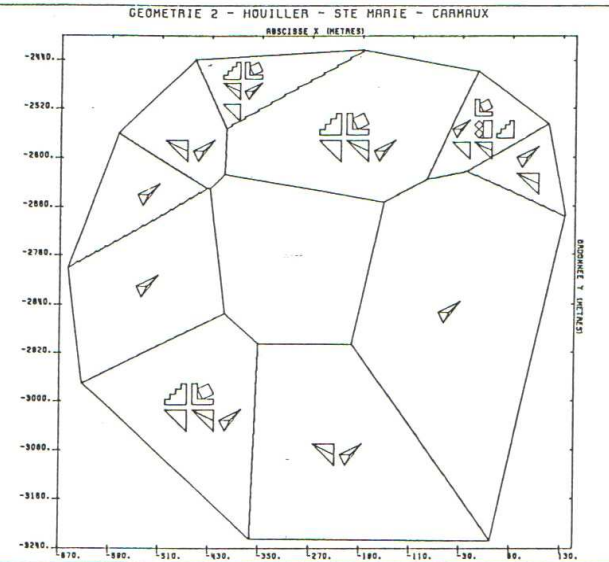 GEOMETRIE 2 - HOUILLER - STE MARIE - CARMAUX
ABSCISSE X (METRES)
-2440.
-2520.
-2600.
-2680.
-2760.
-2840.
-2920.
-3000.
-3080.
-3160.
-3240.
ORDONNEE Y (METRES)
-670. -590. -510. -430. -350. -270. -190. -110. -30. 50. 130.